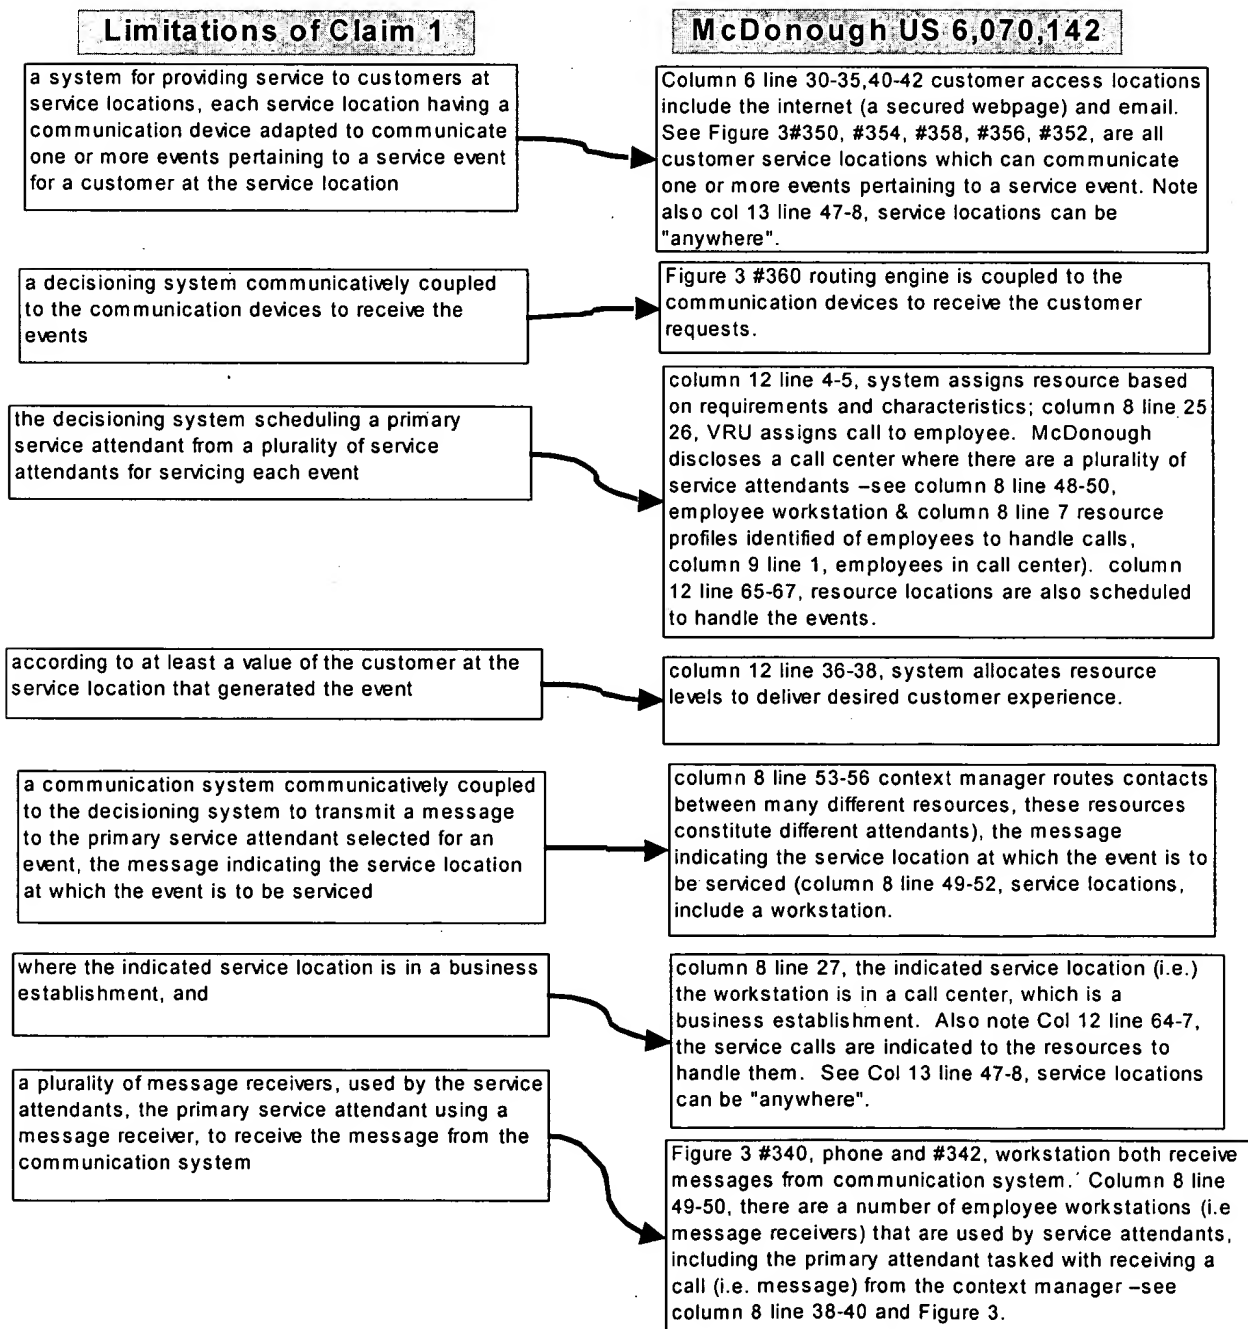 Limitations of Claim 1
McDonough US 6,070,142
a system for providing service to customers at
service locations, each service location having a
communication device adapted to communicate
one or more events pertaining to a service event
for a customer at the service location
Column 6 line 30-35,40-42 customer access locations
include the internet (a secured webpage) and email.
See Figure 3#350, #354, #358, #356, #352, are all
customer service locations which can communicate
one or more events pertaining to a service event. Note
also col 13 line 47-8, service locations can be
"anywhere".
a decisioning system communicatively coupled
to the communication devices to receive the
events
Figure 3 #360 routing engine is coupled to the
communication devices to receive the customer
requests.
the decisioning system scheduling a primary
service attendant from a plurality of service
attendants for servicing each event
column 12 line 4-5, system assigns resource based
on requirements and characteristics; column 8 line 25
26, VRU assigns call to employee. McDonough
discloses a call center where there are a plurality of
service attendants –see column 8 line 48-50,
employee workstation & column 8 line 7 resource
profiles identified of employees to handle calls,
column 9 line 1, employees in call center). column
12 line 65-67, resource locations are also scheduled
to handle the events.
according to at least a value of the customer at the
service location that generated the event
column 12 line 36-38, system allocates resource
levels to deliver desired customer experience.
a communication system communicatively coupled
to the decisioning system to transmit a message
to the primary service attendant selected for an
event, the message indicating the service location
at which the event is to be serviced
column 8 line 53-56 context manager routes contacts
between many different resources, these resources
constitute different attendants), the message
indicating the service location at which the event is to
be serviced (column 8 line 49-52, service locations,
include a workstation.
where the indicated service location is in a business
establishment, and
column 8 line 27, the indicated service location (i.e.)
the workstation is in a call center, which is a
business establishment. Also note Col 12 line 64-7,
the service calls are indicated to the resources to
handle them. See Col 13 line 47-8, service locations
can be "anywhere".
a plurality of message receivers, used by the service
attendants, the primary service attendant using a
message receiver, to receive the message from the
communication system
Figure 3 #340, phone and #342, workstation both receive
messages from communication system. Column 8 line
49-50, there are a number of employee workstations (i.e
message receivers) that are used by service attendants,
including the primary attendant tasked with receiving a
call (i.e. message) from the context manager –see
column 8 line 38-40 and Figure 3.